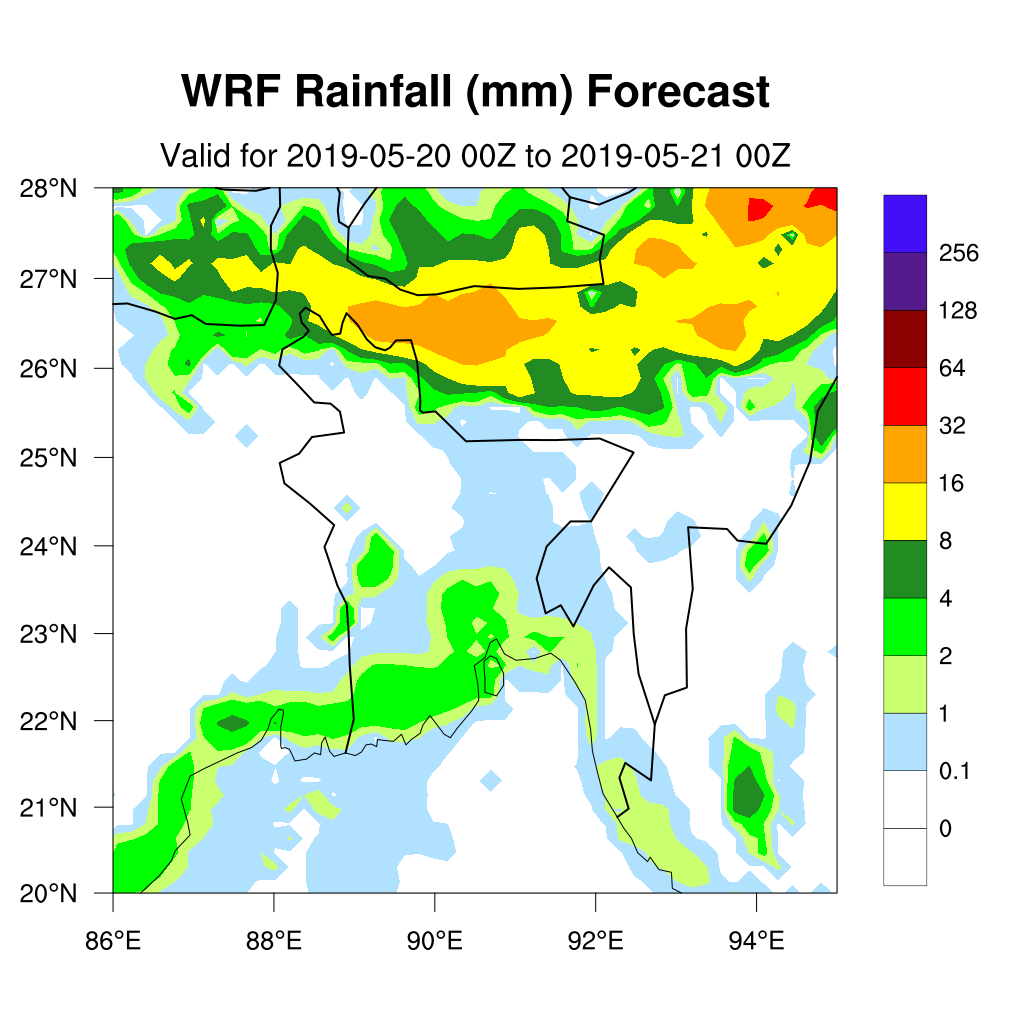 WRF Rainfall (mm) Forecast
Valid for 2019-05-20 00Z to 2019-05-21 00Z
28°N
27°N
26°N
25°N
24°N
23°N
22°N
21°N
20°N
86°E 88°E 90°E 92°E 94°E
256
128
64
32
16
8
4
2
1
0.1
0